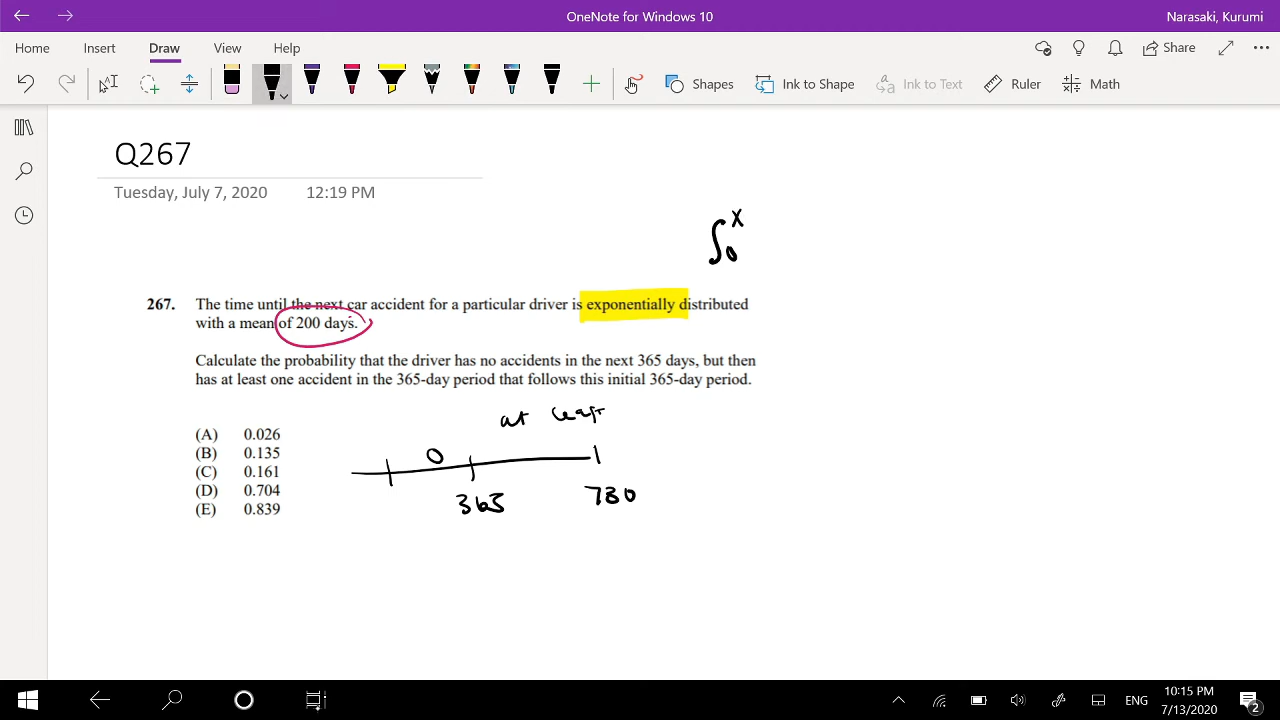 OneNote for Windows 10
Narasaki, Kurumi
Home Insert Draw View Help
Share
Shapes Ink to Shape Ink to Text Ruler Math
Q267
Tuesday, July 7, 2020 12:19 PM
∫ 0 x
267. The time until the next car accident for a particular driver is exponentially distributed
with a mean of 200 days.
Calculate the probability that the driver has no accidents in the next 365 days, but then
has at least one accident in the 365-day period that follows this initial 365-day period.
at least
(A) 0.026
(B) 0.135
(C) 0.161
(D) 0.704
(E) 0.839
0 1
365 730
ENG
10:15 PM
7/13/2020
2